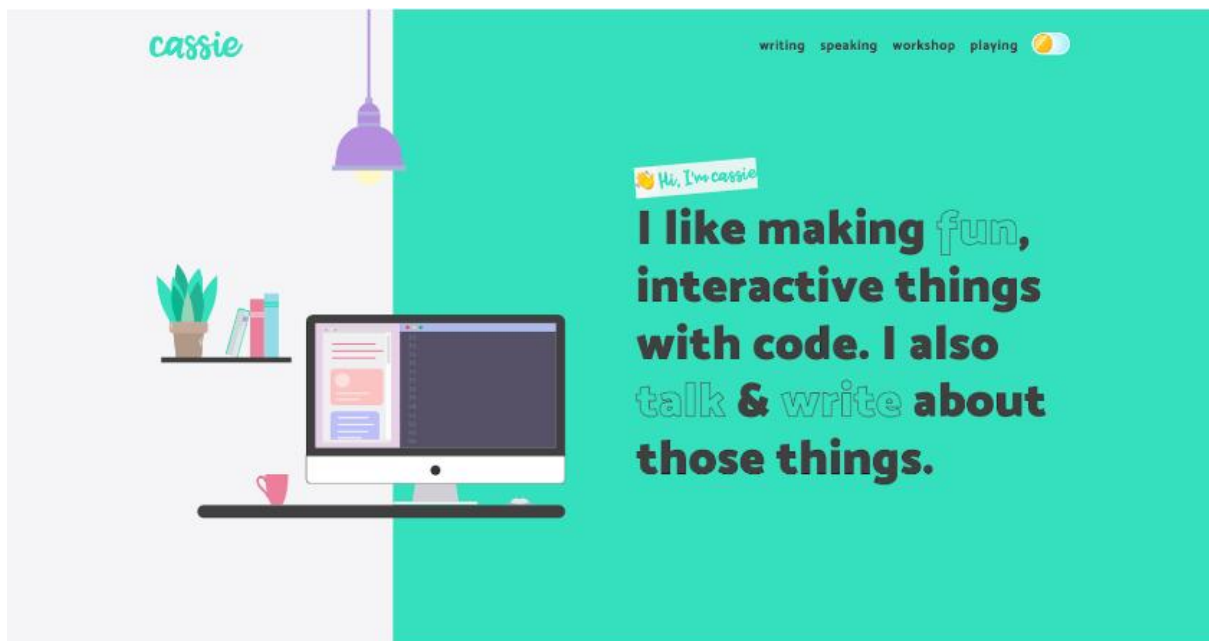 cassie
writing speaking workshop playing
👋 Hi, I'm cassie
I like making fun,
interactive things
with code. I also
talk & write about
those things.